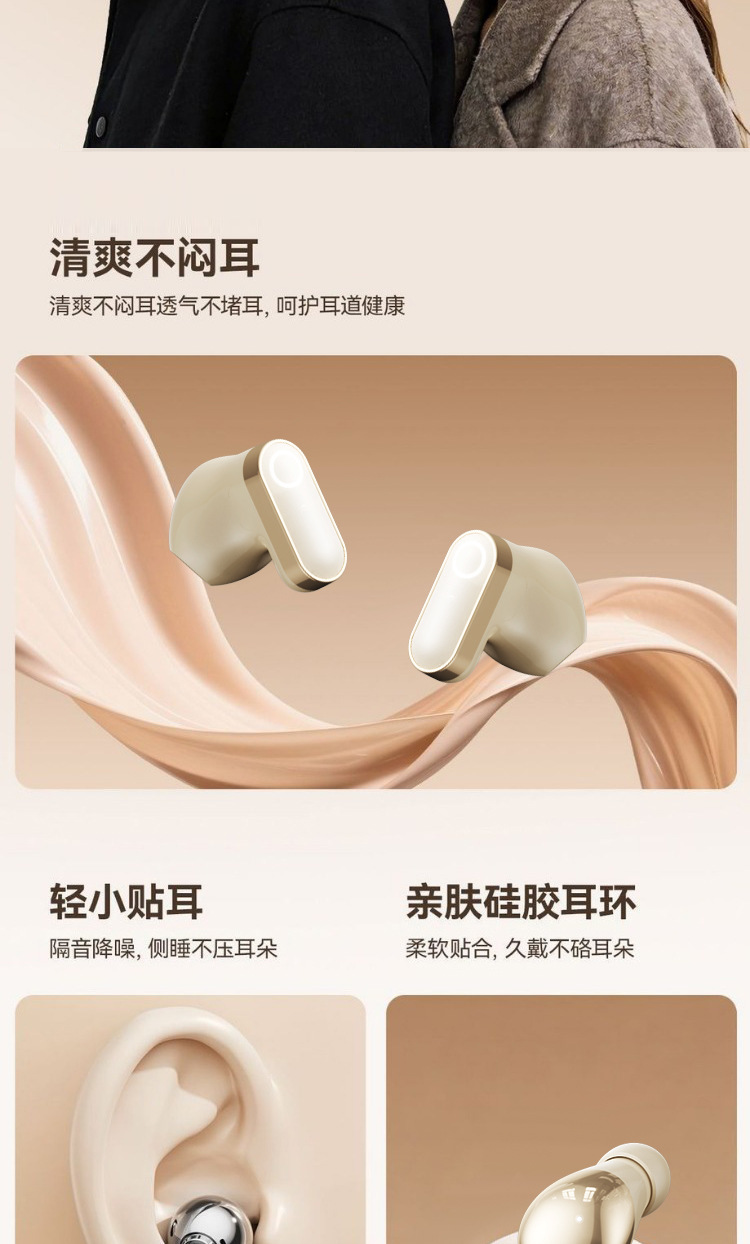 清爽不闷耳
清爽不闷耳透气不堵耳, 呵护耳道健康
轻小贴耳
隔音降噪, 侧睡不压耳朵
亲肤硅胶耳环
柔软贴合, 久戴不硌耳朵